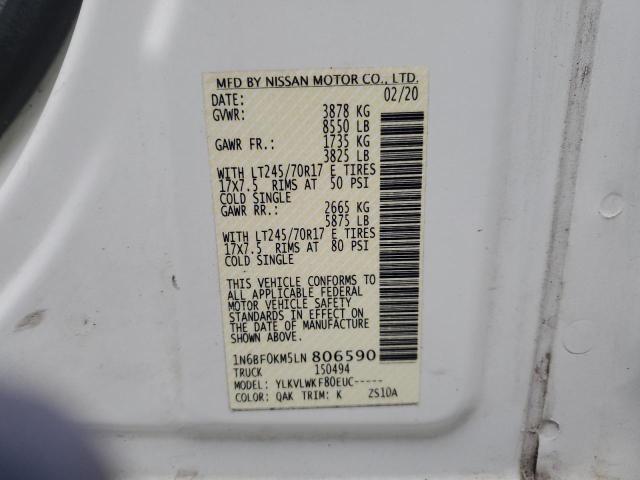 MFD BY NISSAN MOTOR CO., LTD.
DATE: 02/20
GVWR: 3878 KG
8550 LB
GAWR FR.: 1735 KG
3825 LB
WITH LT245/70R17 E TIRES
17X7.5 RIMS AT 50 PSI
COLD SINGLE
GAWR RR.: 2665 KG
5875 LB
WITH LT245/70R17 E TIRES
17X7.5 RIMS AT 80 PSI
COLD SINGLE
THIS VEHICLE CONFORMS TO
ALL APPLICABLE FEDERAL
MOTOR VEHICLE SAFETY
STANDARDS IN EFFECT ON
THE DATE OF MANUFACTURE
SHOWN ABOVE.
1N6BF0KM5LN 806590
TRUCK 150494
MODEL: YLKVLWKF80EUC-----
COLOR: QAK TRIM: K ZS10A